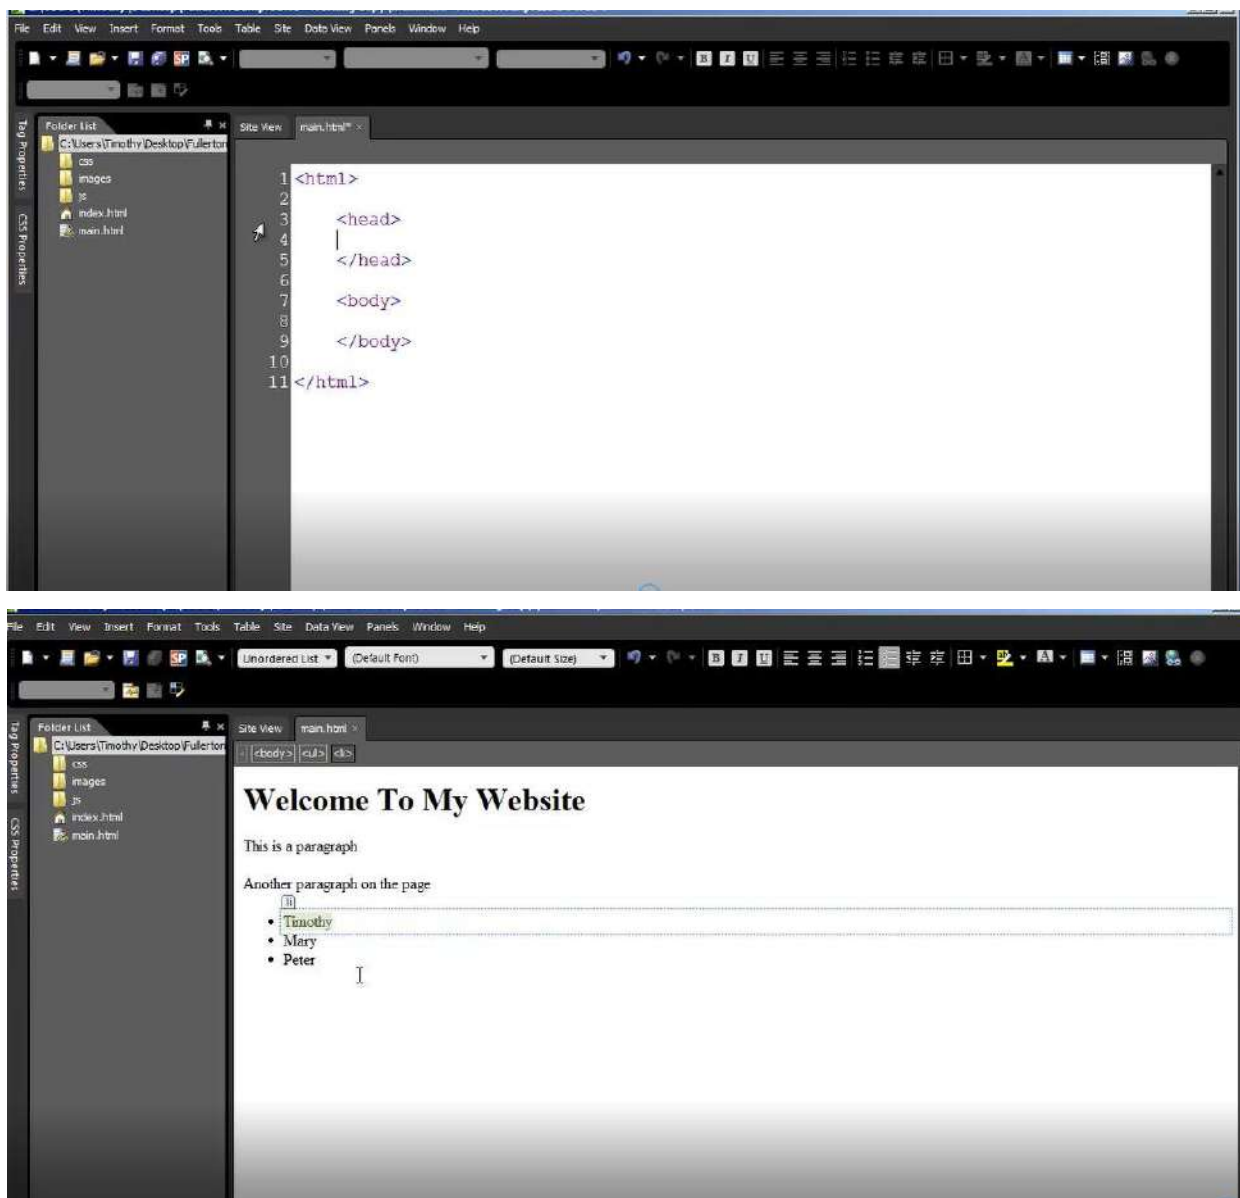 File Edit View Insert Format Tools Table Site Data View Panels Window Help
Tag Properties
CSS Properties
Folder List
C:\Users\Timothy\Desktop\Fullerton
css
images
js
index.html
main.html
Site View main.html*
1 <html>
2
3 <head>
4
5 </head>
6
7 <body>
8
9 </body>
10
11 </html>
File Edit View Insert Format Tools Table Site Data View Panels Window Help
Unordered List (Default Font) (Default Size)
Tag Properties
CSS Properties
Folder List
C:\Users\Timothy\Desktop\Fullerton
css
images
js
index.html
main.html
Site View main.html
<body> <ul> <li>
Welcome To My Website
This is a paragraph
Another paragraph on the page
li
Timothy
Mary
Peter